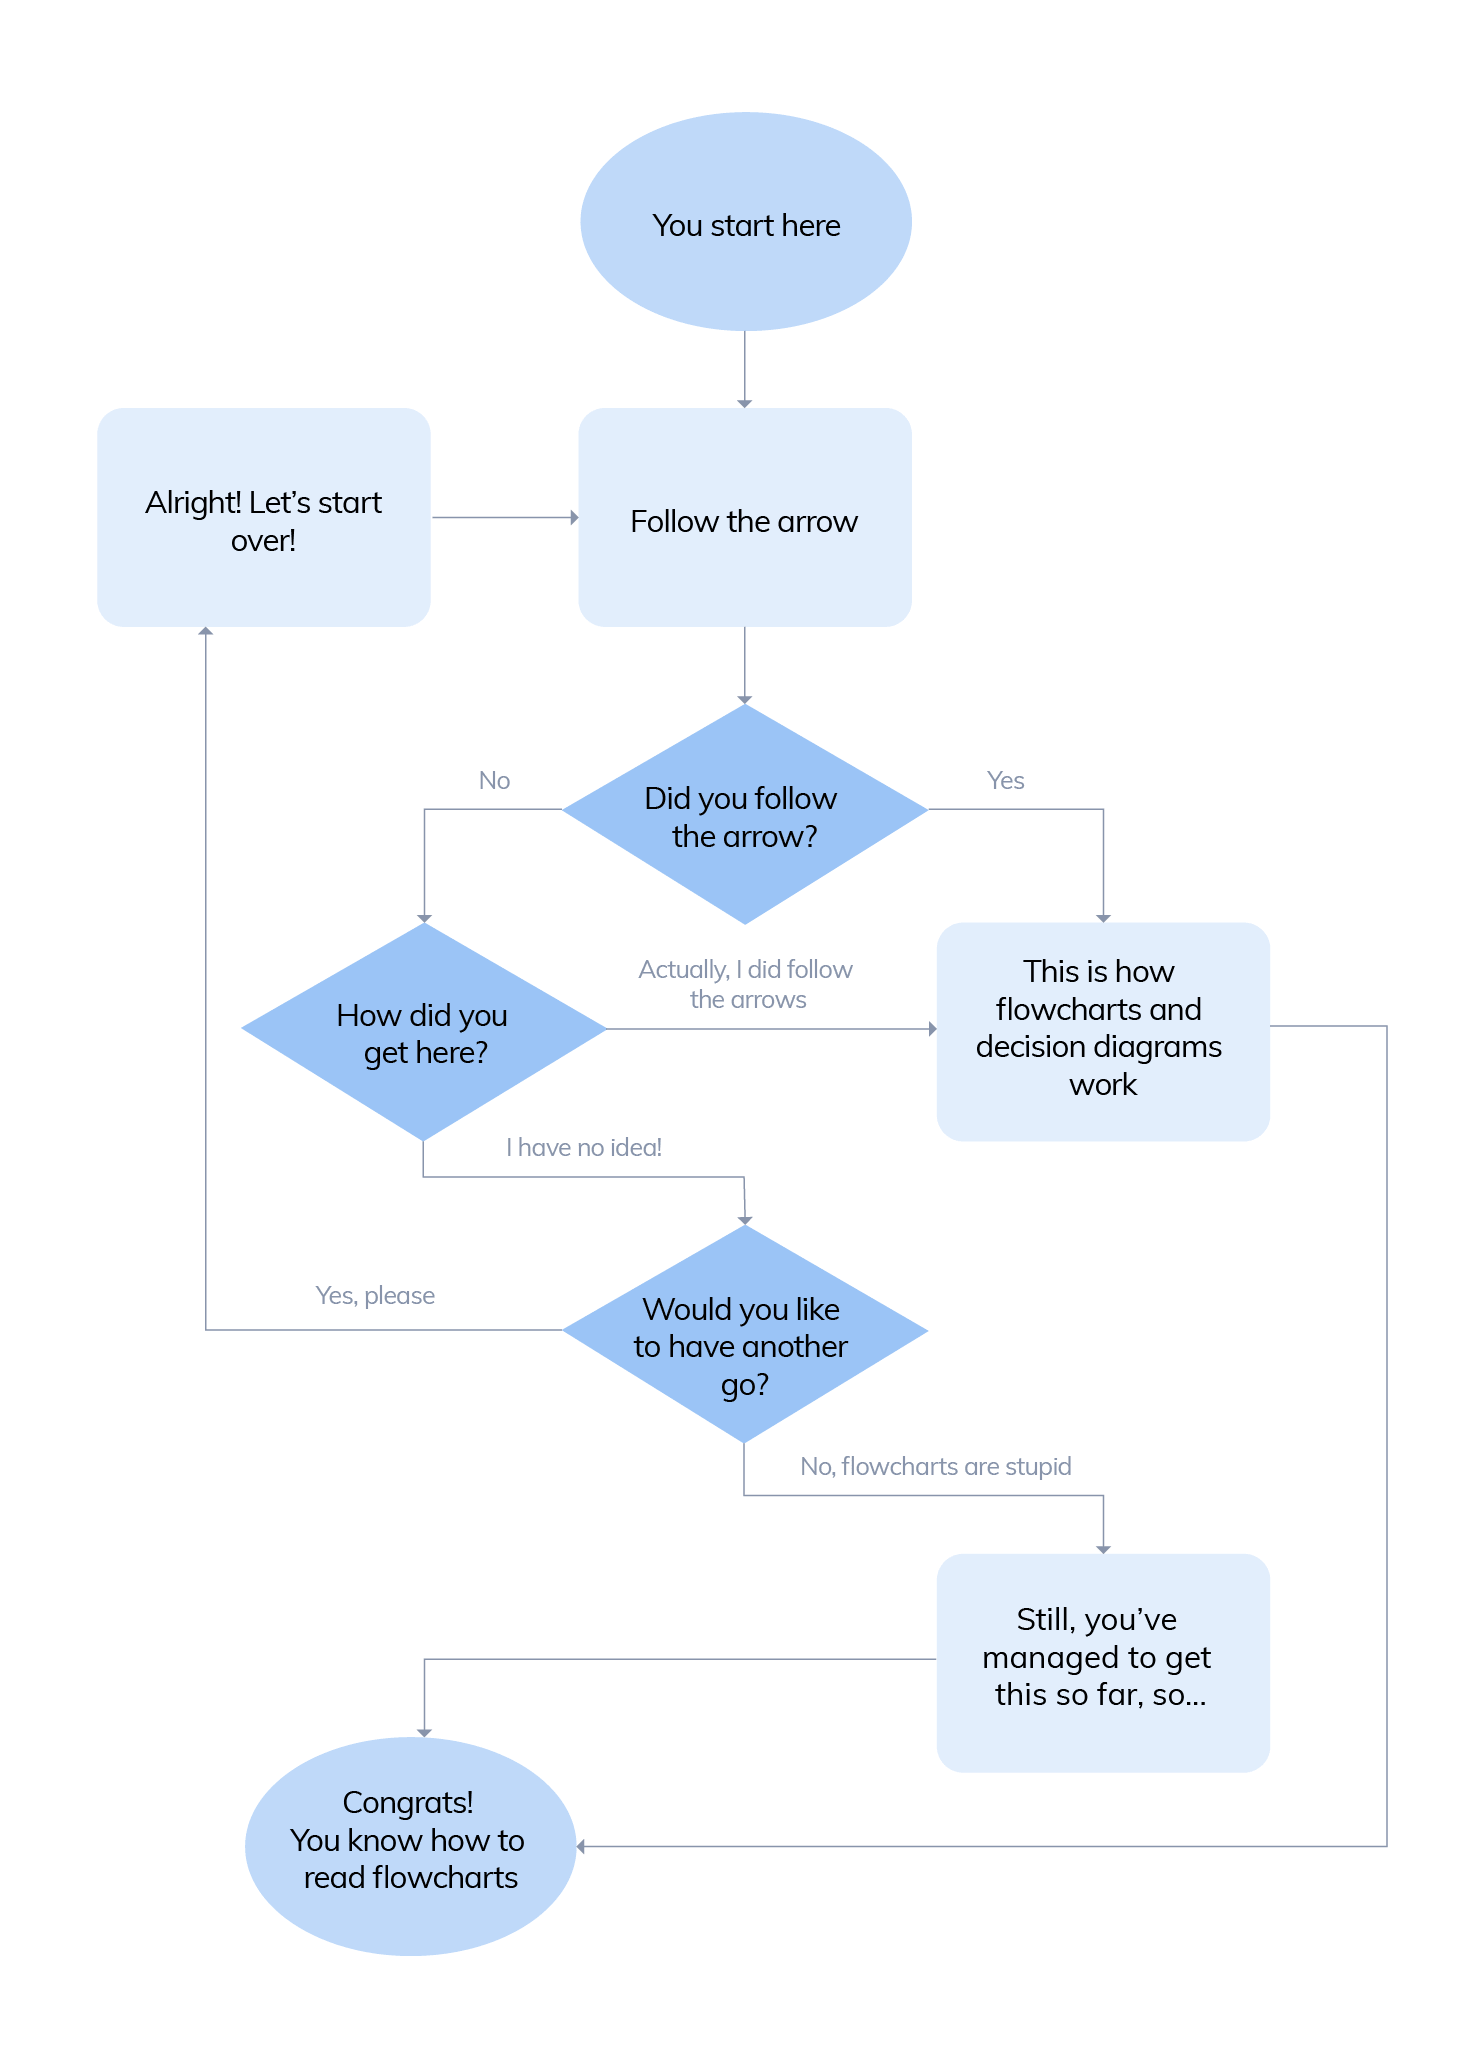 You start here
Alright! Let’s start
over!
Follow the arrow
No
Yes
Did you follow
the arrow?
Actually, I did follow
the arrows
How did you
get here?
This is how
flowcharts and
decision diagrams
work
I have no idea!
Yes, please
Would you like
to have another
go?
No, flowcharts are stupid
Still, you’ve
managed to get
this so far, so...
Congrats!
You know how to
read flowcharts